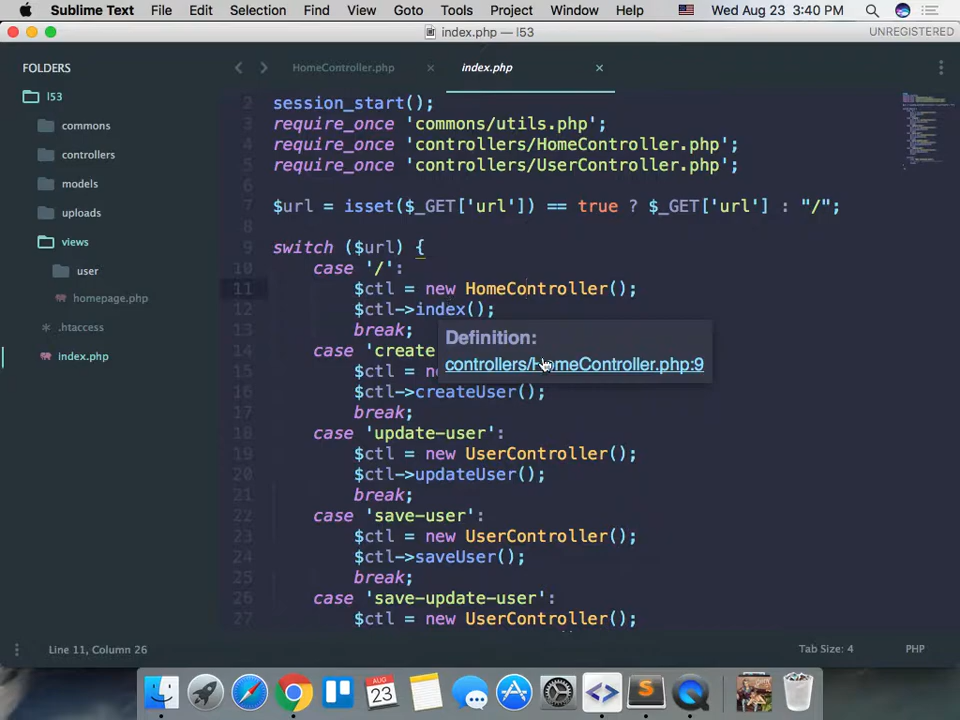 Sublime Text File Edit Selection Find View Goto Tools Project Window Help Wed Aug 23 3:40 PM
index.php — l53 UNREGISTERED
FOLDERS
l53
commons
controllers
models
uploads
views
user
homepage.php
.htaccess
index.php
HomeController.php × index.php ×
2 session_start();
3 require_once 'commons/utils.php';
4 require_once 'controllers/HomeController.php';
5 require_once 'controllers/UserController.php';
6
7 $url = isset($_GET['url']) == true ? $_GET['url'] : "/";
8
9 switch ($url) {
10 case '/':
11 $ctl = new HomeController();
12 $ctl->index();
13 break;
14 case 'create
15 $ctl =
16 $ctl->createUser();
17 break;
18 case 'update-user':
19 $ctl = new UserController();
20 $ctl->updateUser();
21 break;
22 case 'save-user':
23 $ctl = new UserController();
24 $ctl->saveUser();
25 break;
26 case 'save-update-user':
27 $ctl = new UserController();
Definition:
controllers/HomeController.php:9
Line 11, Column 26 Tab Size: 4 PHP
AUG
23